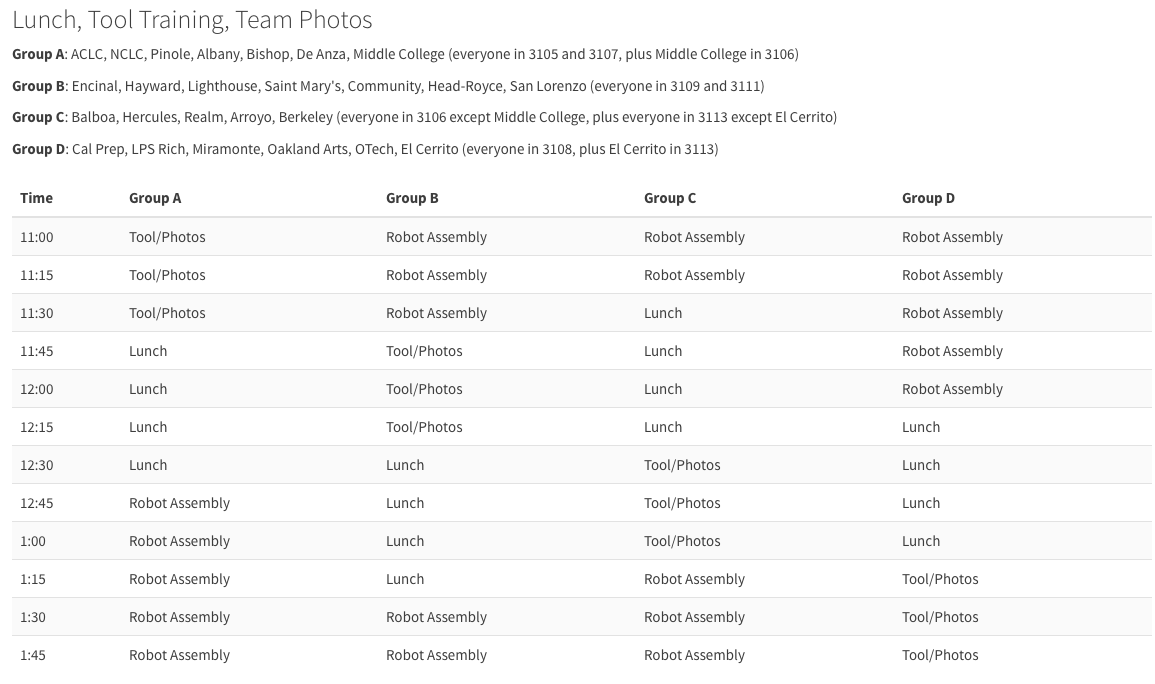 Lunch, Tool Training, Team Photos
Group A: ACLC, NCLC, Pinole, Albany, Bishop, De Anza, Middle College (everyone in 3105 and 3107, plus Middle College in 3106)
Group B: Encinal, Hayward, Lighthouse, Saint Mary's, Community, Head-Royce, San Lorenzo (everyone in 3109 and 3111)
Group C: Balboa, Hercules, Realm, Arroyo, Berkeley (everyone in 3106 except Middle College, plus everyone in 3113 except El Cerrito)
Group D: Cal Prep, LPS Rich, Miramonte, Oakland Arts, OTech, El Cerrito (everyone in 3108, plus El Cerrito in 3113)
Time Group A Group B Group C Group D
11:00 Tool/Photos Robot Assembly Robot Assembly Robot Assembly
11:15 Tool/Photos Robot Assembly Robot Assembly Robot Assembly
11:30 Tool/Photos Robot Assembly Lunch Robot Assembly
11:45 Lunch Tool/Photos Lunch Robot Assembly
12:00 Lunch Tool/Photos Lunch Robot Assembly
12:15 Lunch Tool/Photos Lunch Lunch
12:30 Lunch Lunch Tool/Photos Lunch
12:45 Robot Assembly Lunch Tool/Photos Lunch
1:00 Robot Assembly Lunch Tool/Photos Lunch
1:15 Robot Assembly Lunch Robot Assembly Tool/Photos
1:30 Robot Assembly Robot Assembly Robot Assembly Tool/Photos
1:45 Robot Assembly Robot Assembly Robot Assembly Tool/Photos